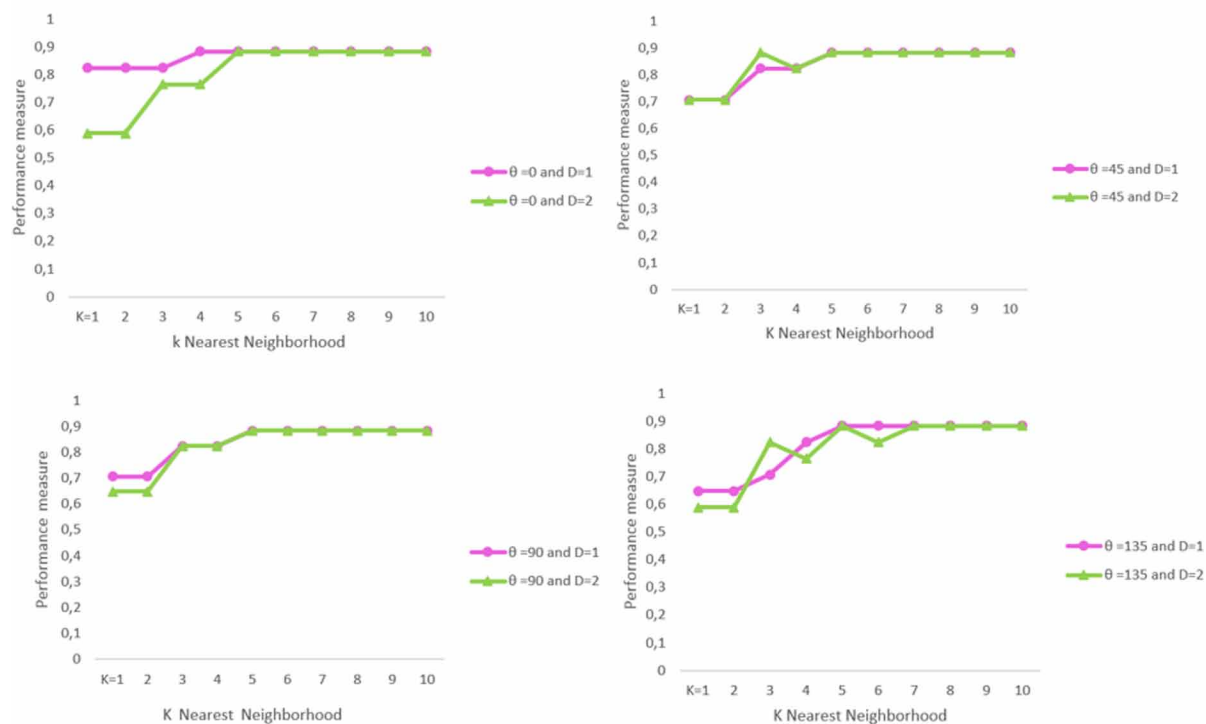 1
0,9
0,8
0,7
0,6
0,5
0,4
0,3
0,2
0,1
0
Performance measure
K=1 2 3 4 5 6 7 8 9 10
k Nearest Neighborhood
θ =0 and D=1
θ =0 and D=2
1
0,9
0,8
0,7
0,6
0,5
0,4
0,3
0,2
0,1
0
Performance measure
K=1 2 3 4 5 6 7 8 9 10
K Nearest Neighborhood
θ =45 and D=1
θ =45 and D=2
1
0,9
0,8
0,7
0,6
0,5
0,4
0,3
0,2
0,1
0
Performance measure
K=1 2 3 4 5 6 7 8 9 10
K Nearest Neighborhood
θ =90 and D=1
θ =90 and D=2
1
0,9
0,8
0,7
0,6
0,5
0,4
0,3
0,2
0,1
0
Performance measure
K=1 2 3 4 5 6 7 8 9 10
K Nearest Neighborhood
θ =135 and D=1
θ =135 and D=2